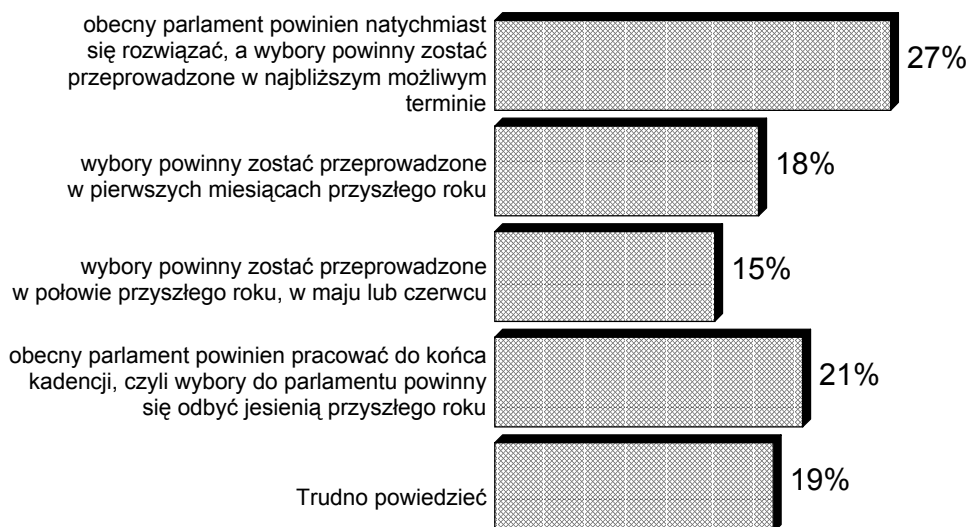 obecny parlament powinien natychmiast
się rozwiązać, a wybory powinny zostać
przeprowadzone w najbliższym możliwym
terminie
27%
wybory powinny zostać przeprowadzone
w pierwszych miesiącach przyszłego roku
18%
wybory powinny zostać przeprowadzone
w połowie przyszłego roku, w maju lub czerwcu
15%
obecny parlament powinien pracować do końca
kadencji, czyli wybory do parlamentu powinny
się odbyć jesienią przyszłego roku
21%
Trudno powiedzieć
19%